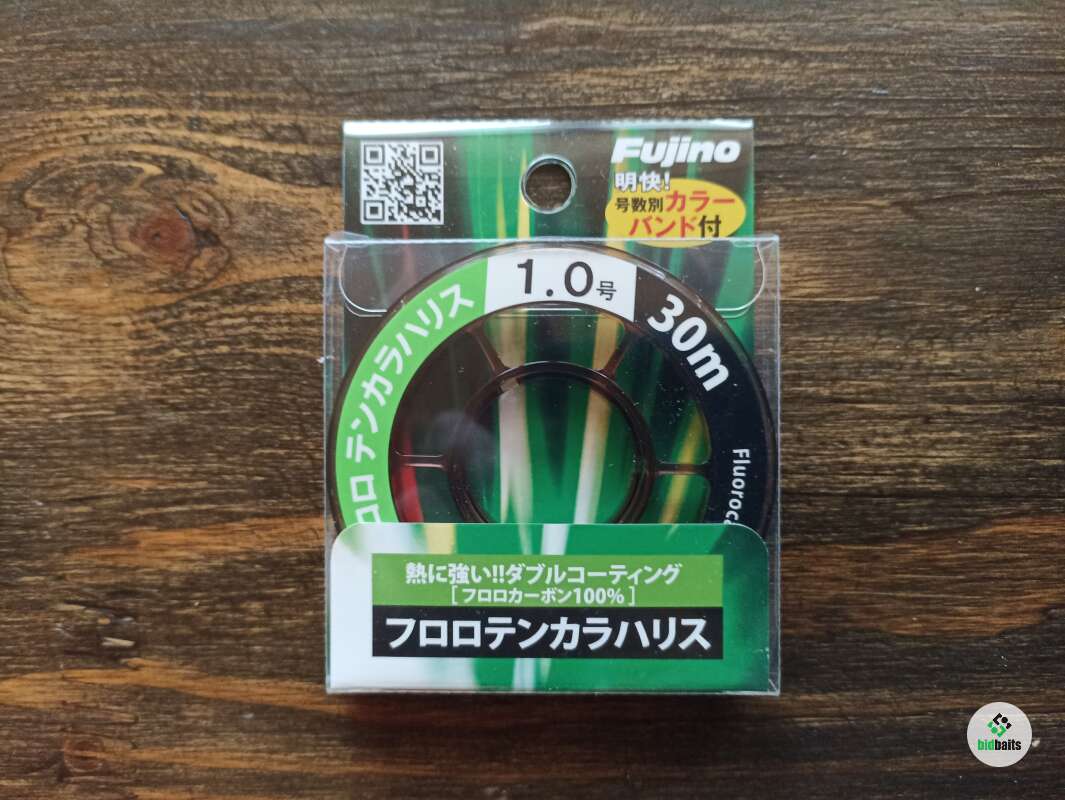 Fujino
明快!
号数別カラー
バンド付
テンカラハリス
1.0号
30m
熱に強い!!ダブルコーティング
[フロロカーボン100%]
フロロテンカラハリス
bidbaits